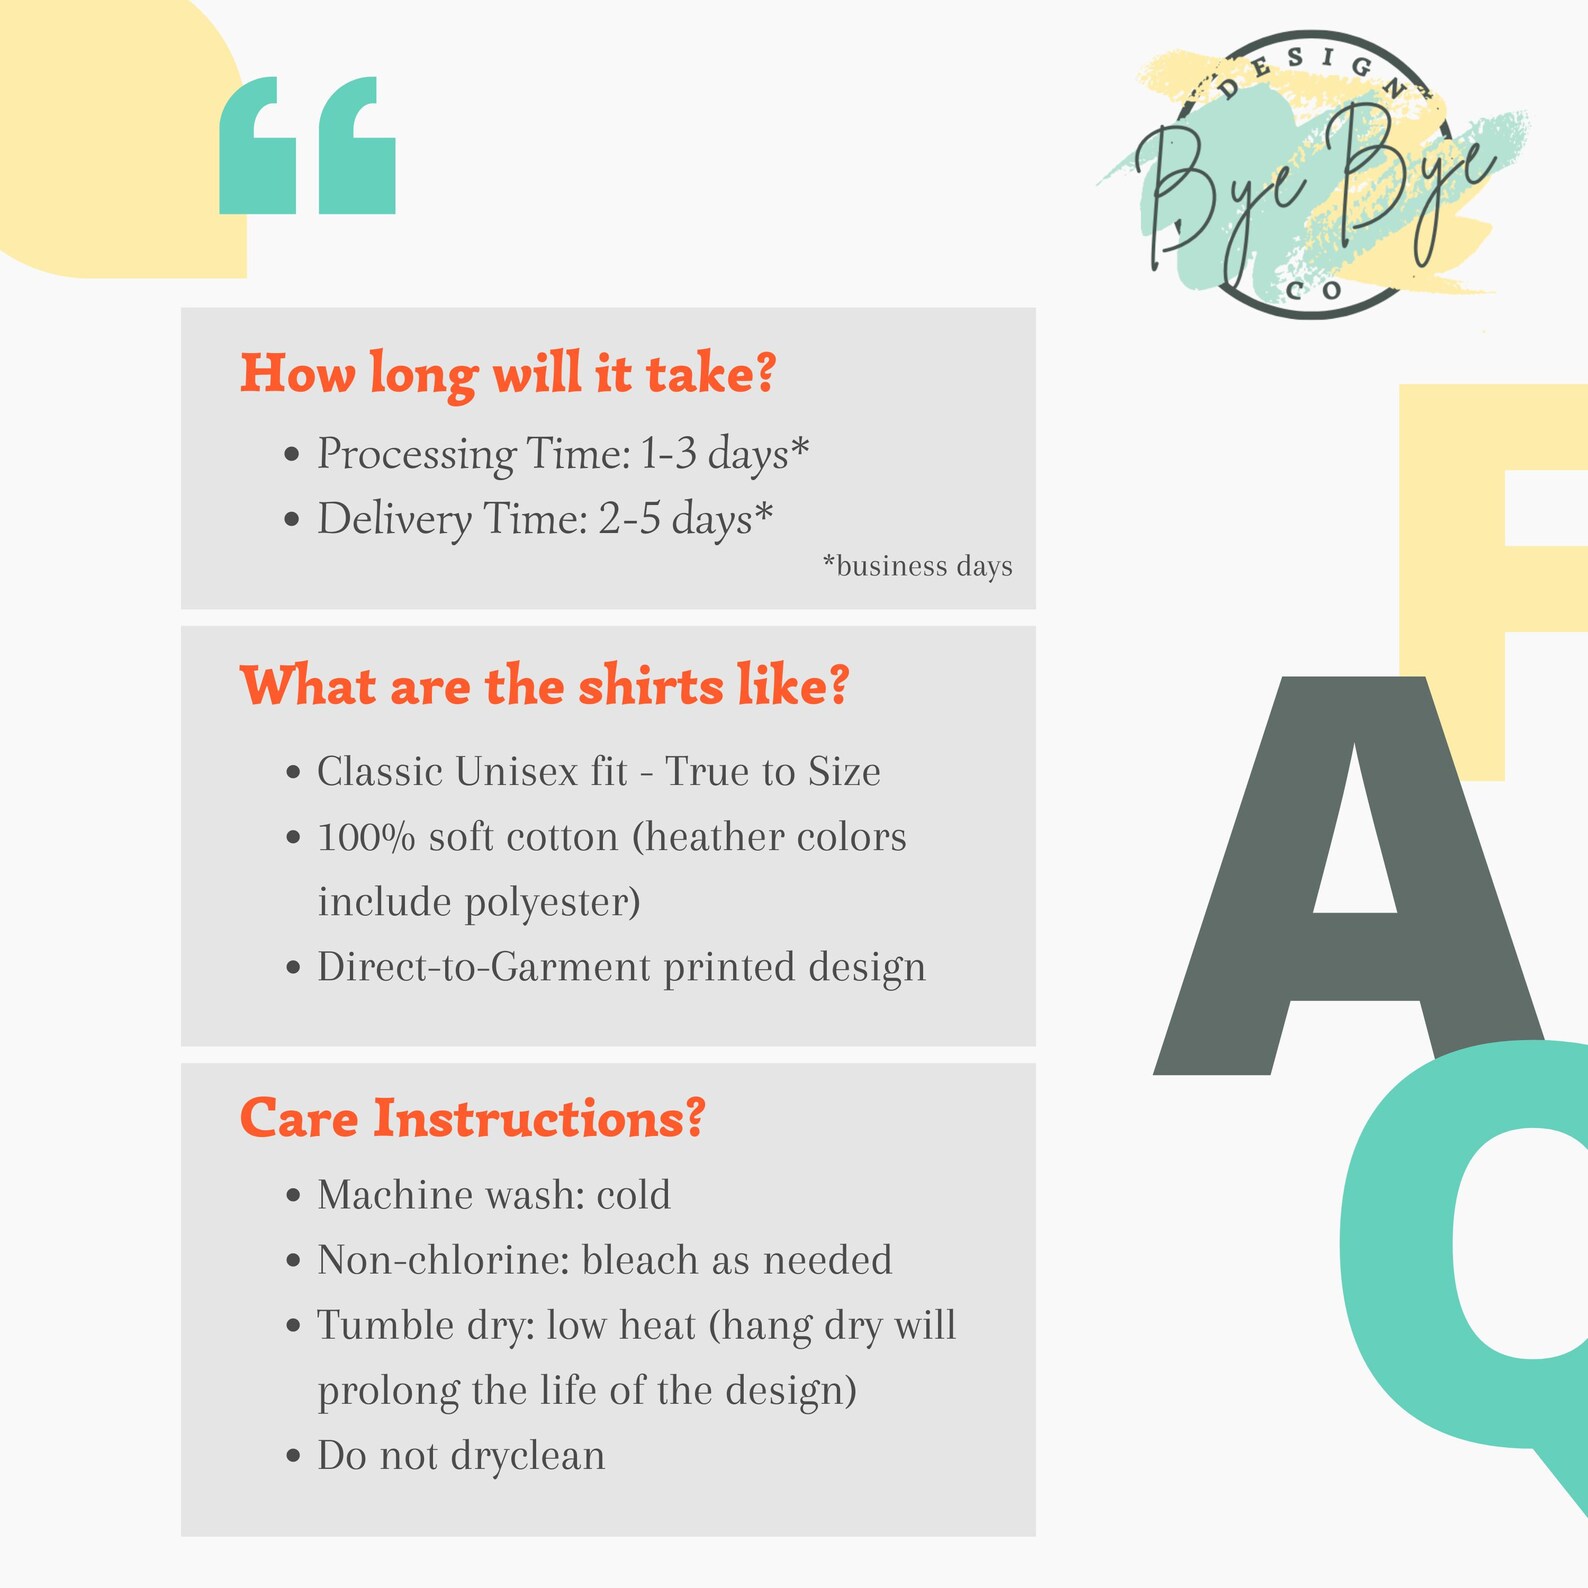 “
DESIGN
Bye Bye
CO
How long will it take?
• Processing Time: 1-3 days*
• Delivery Time: 2-5 days*
*business days
What are the shirts like?
• Classic Unisex fit - True to Size
• 100% soft cotton (heather colors
include polyester)
• Direct-to-Garment printed design
Care Instructions?
• Machine wash: cold
• Non-chlorine: bleach as needed
• Tumble dry: low heat (hang dry will
prolong the life of the design)
• Do not dryclean
F
A
Q